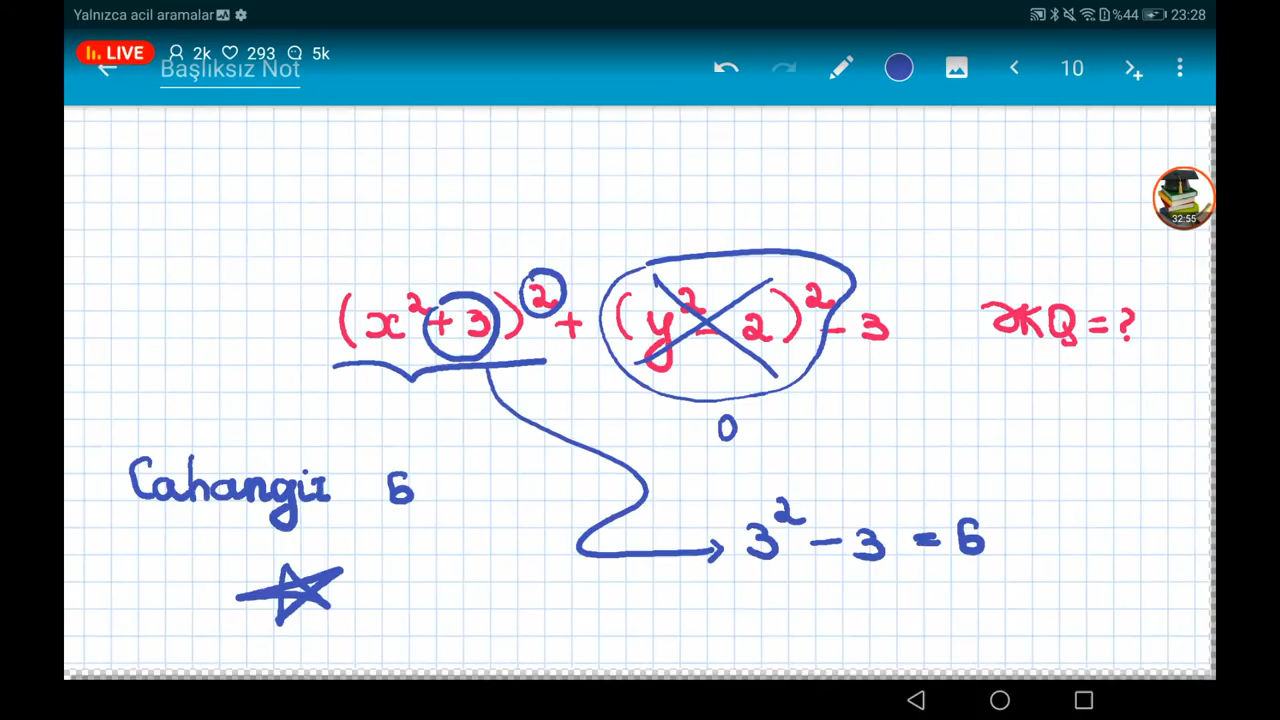 Yalnızca acil aramalar
%44 23:28
LIVE 2k 293 5k
Başlıksız Not
10
32:55
(x²+3)²+(y²-2)²-3 ƏKQ=?
0
Cahangir 6
3²-3=6